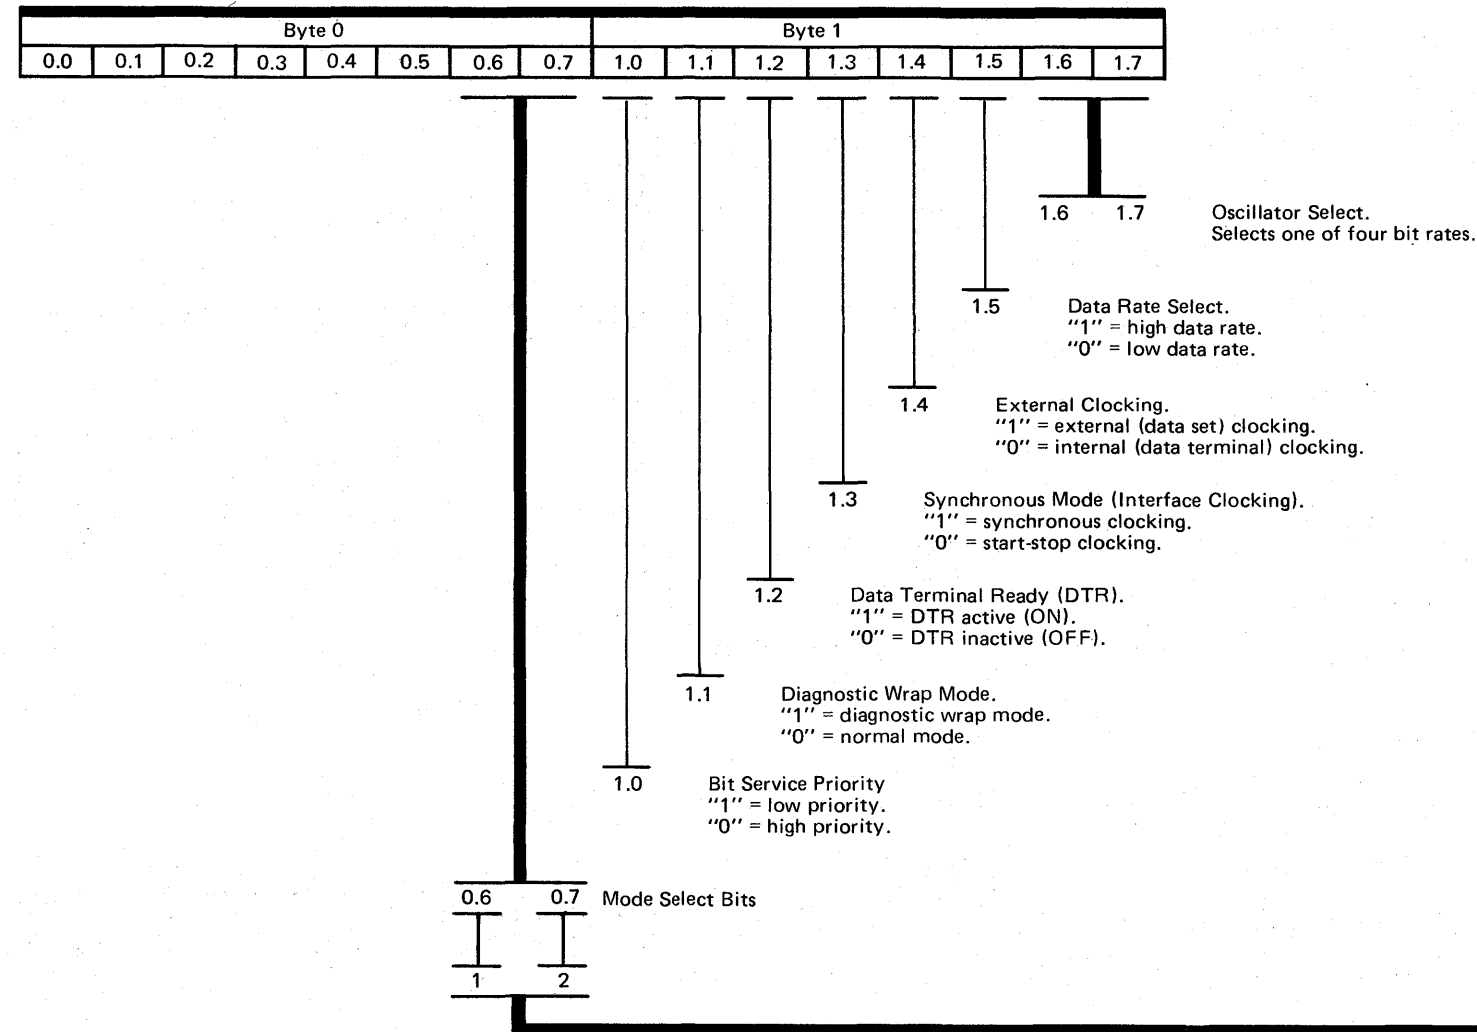 Byte 0 Byte 1
0.0 0.1 0.2 0.3 0.4 0.5 0.6 0.7 1.0 1.1 1.2 1.3 1.4 1.5 1.6 1.7
1.6 1.7 Oscillator Select.
Selects one of four bit rates.
1.5 Data Rate Select.
"1" = high data rate.
"0" = low data rate.
1.4 External Clocking.
"1" = external (data set) clocking.
"0" = internal (data terminal) clocking.
1.3 Synchronous Mode (Interface Clocking).
"1" = synchronous clocking.
"0" = start-stop clocking.
1.2 Data Terminal Ready (DTR).
"1" = DTR active (ON).
"0" = DTR inactive (OFF).
1.1 Diagnostic Wrap Mode.
"1" = diagnostic wrap mode.
"0" = normal mode.
1.0 Bit Service Priority
"1" = low priority.
"0" = high priority.
0.6 0.7 Mode Select Bits
1 2